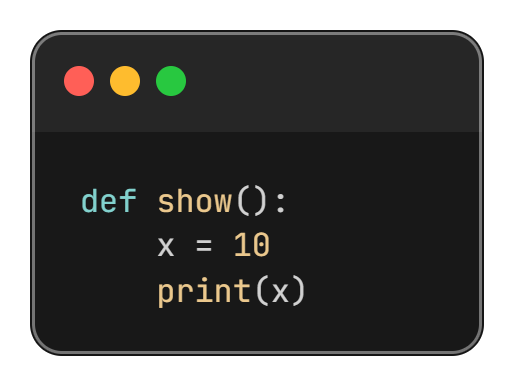 def show():
    x = 10
    print(x)